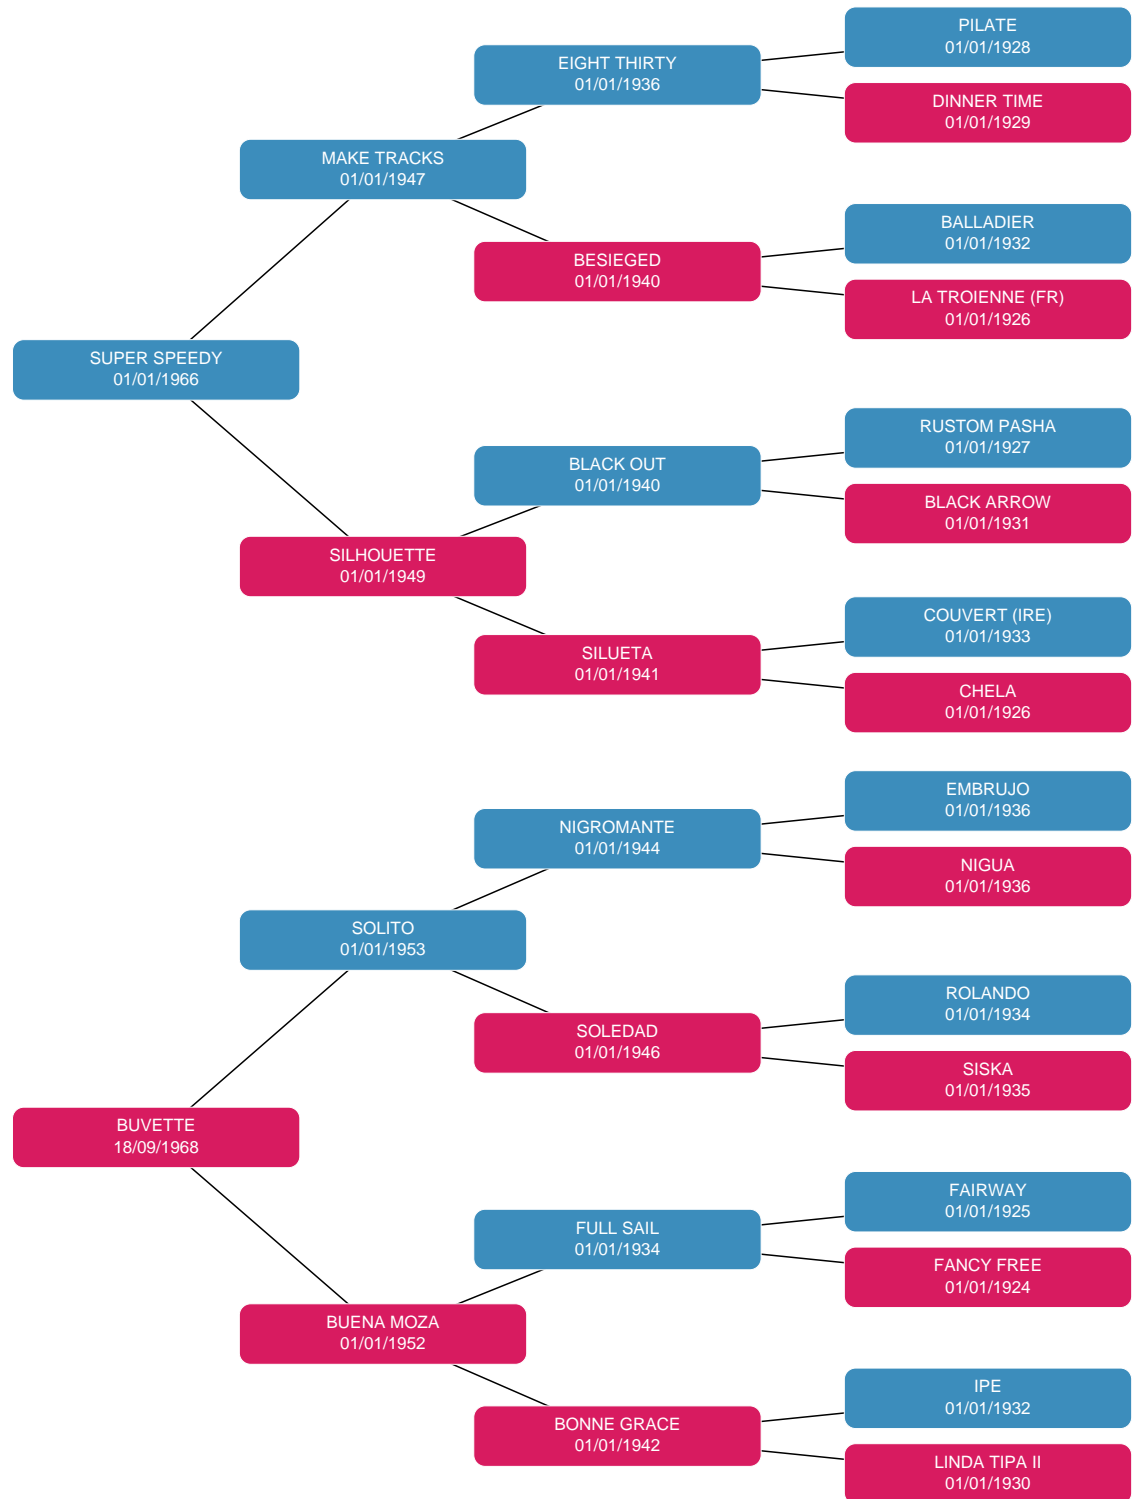 PILATE
01/01/1928
EIGHT THIRTY
01/01/1936
DINNER TIME
01/01/1929
MAKE TRACKS
01/01/1947
BALLADIER
01/01/1932
BESIEGED
01/01/1940
LA TROIENNE (FR)
01/01/1926
SUPER SPEEDY
01/01/1966
RUSTOM PASHA
01/01/1927
BLACK OUT
01/01/1940
BLACK ARROW
01/01/1931
SILHOUETTE
01/01/1949
COUVERT (IRE)
01/01/1933
SILUETA
01/01/1941
CHELA
01/01/1926
EMBRUJO
01/01/1936
NIGROMANTE
01/01/1944
NIGUA
01/01/1936
SOLITO
01/01/1953
ROLANDO
01/01/1934
SOLEDAD
01/01/1946
SISKA
01/01/1935
BUVETTE
18/09/1968
FAIRWAY
01/01/1925
FULL SAIL
01/01/1934
FANCY FREE
01/01/1924
BUENA MOZA
01/01/1952
IPE
01/01/1932
BONNE GRACE
01/01/1942
LINDA TIPA II
01/01/1930